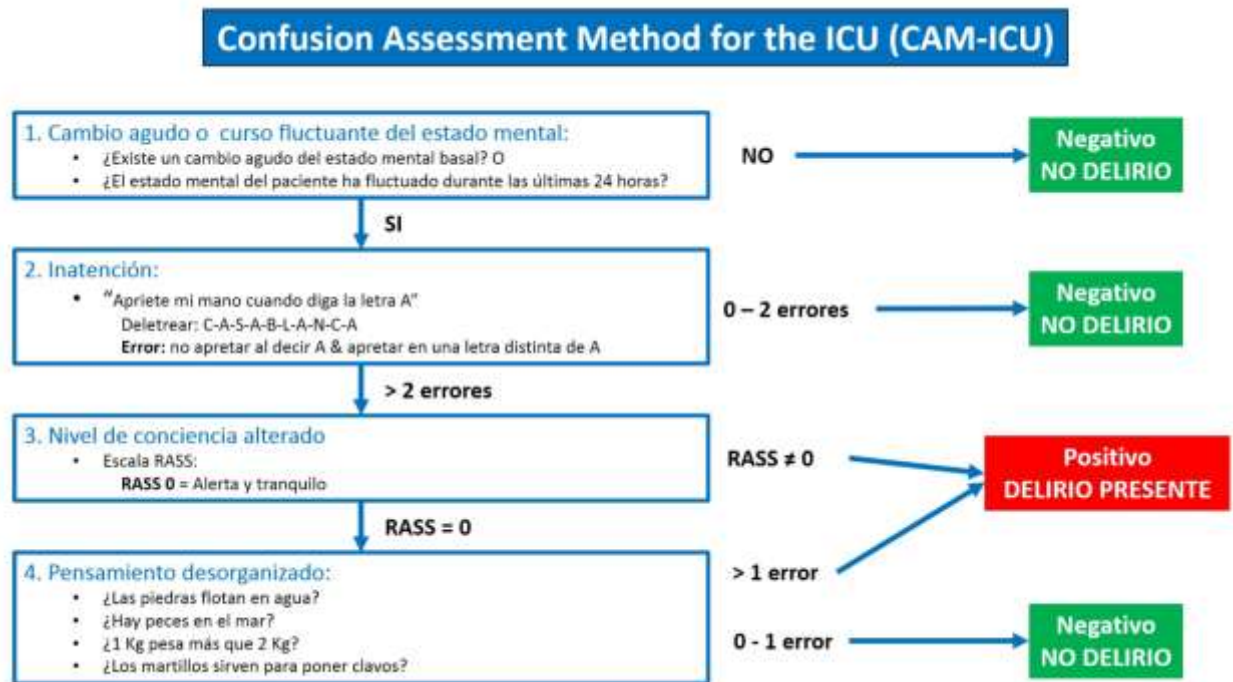 Confusion Assessment Method for the ICU (CAM-ICU)
1. Cambio agudo o curso fluctuante del estado mental:
• ¿Existe un cambio agudo del estado mental basal? O
• ¿El estado mental del paciente ha fluctuado durante las últimas 24 horas?
NO
Negativo
NO DELIRIO
SI
2. Inatención:
• "Apriete mi mano cuando diga la letra A"
Deletrear: C-A-S-A-B-L-A-N-C-A
Error: no apretar al decir A & apretar en una letra distinta de A
0 – 2 errores
Negativo
NO DELIRIO
> 2 errores
3. Nivel de conciencia alterado
• Escala RASS:
RASS 0 = Alerta y tranquilo
RASS ≠ 0
Positivo
DELIRIO PRESENTE
RASS = 0
4. Pensamiento desorganizado:
• ¿Las piedras flotan en agua?
• ¿Hay peces en el mar?
• ¿1 Kg pesa más que 2 Kg?
• ¿Los martillos sirven para poner clavos?
> 1 error
0 - 1 error
Negativo
NO DELIRIO